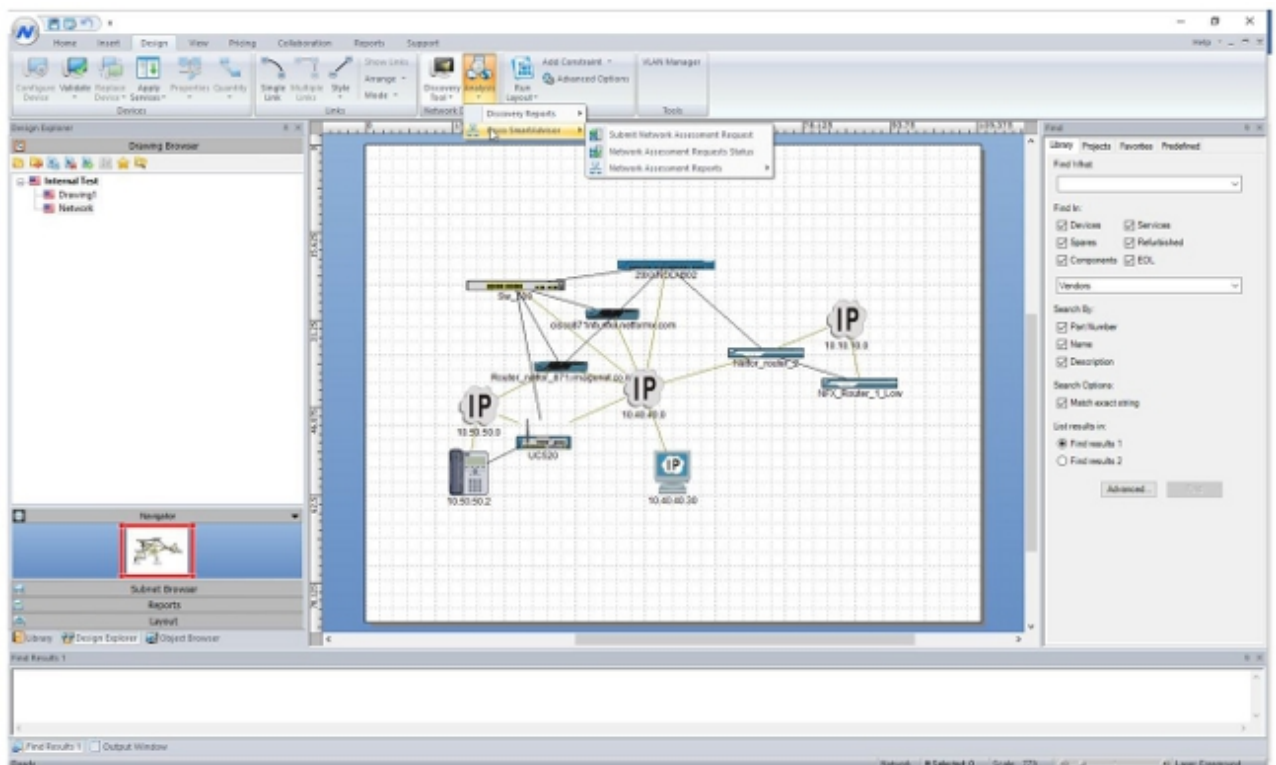 Home Insert Design View Pricing Collaboration Reports Support
Help
Configure Device
Validate
Replace Device
Apply Services
Properties
Quantity
Single Link
Multiple Links
Style
Show Links
Arrange
Mode
Discovery Tool
Analysis
Run Layout
Add Constraint
Advanced Options
VLAN Manager
Devices
Links
Tools
Discovery Reports
SmartAdvisor
Submit Network Assessment Request
Network Assessment Requests Status
Network Assessment Reports
Design Explorer
Drawing Browser
Internal Test
Drawing1
Network
Navigator
Subnet Browser
Reports
Layout
Library Design Explorer Object Browser
IP
10.10.10.0
NFX_Router_1_Low
IP
10.40.40.0
IP
10.50.50.0
UC520
10.50.50.2
IP
10.40.40.30
Find
Library Projects Favorites Predefined
Find What:
Find In:
Devices Services
Spares Refurbished
Components EOL
Vendors
Search By:
Part Number
Name
Description
Search Options:
Match exact string
List results in:
Find results 1
Find results 2
Advanced...
Find Results 1
Find Results 1 Output Window
Ready